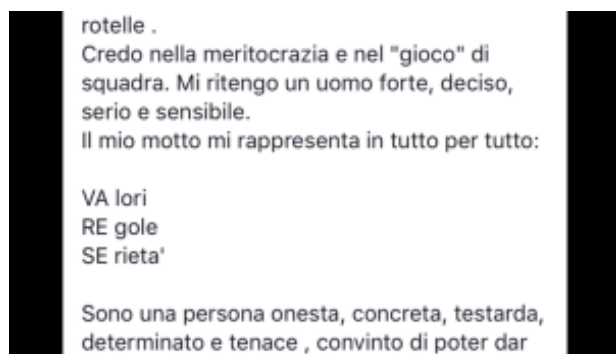 rotelle .
Credo nella meritocrazia e nel "gioco" di
squadra. Mi ritengo un uomo forte, deciso,
serio e sensibile.
Il mio motto mi rappresenta in tutto per tutto:
VA lori
RE gole
SE rieta'
Sono una persona onesta, concreta, testarda,
determinato e tenace , convinto di poter dar